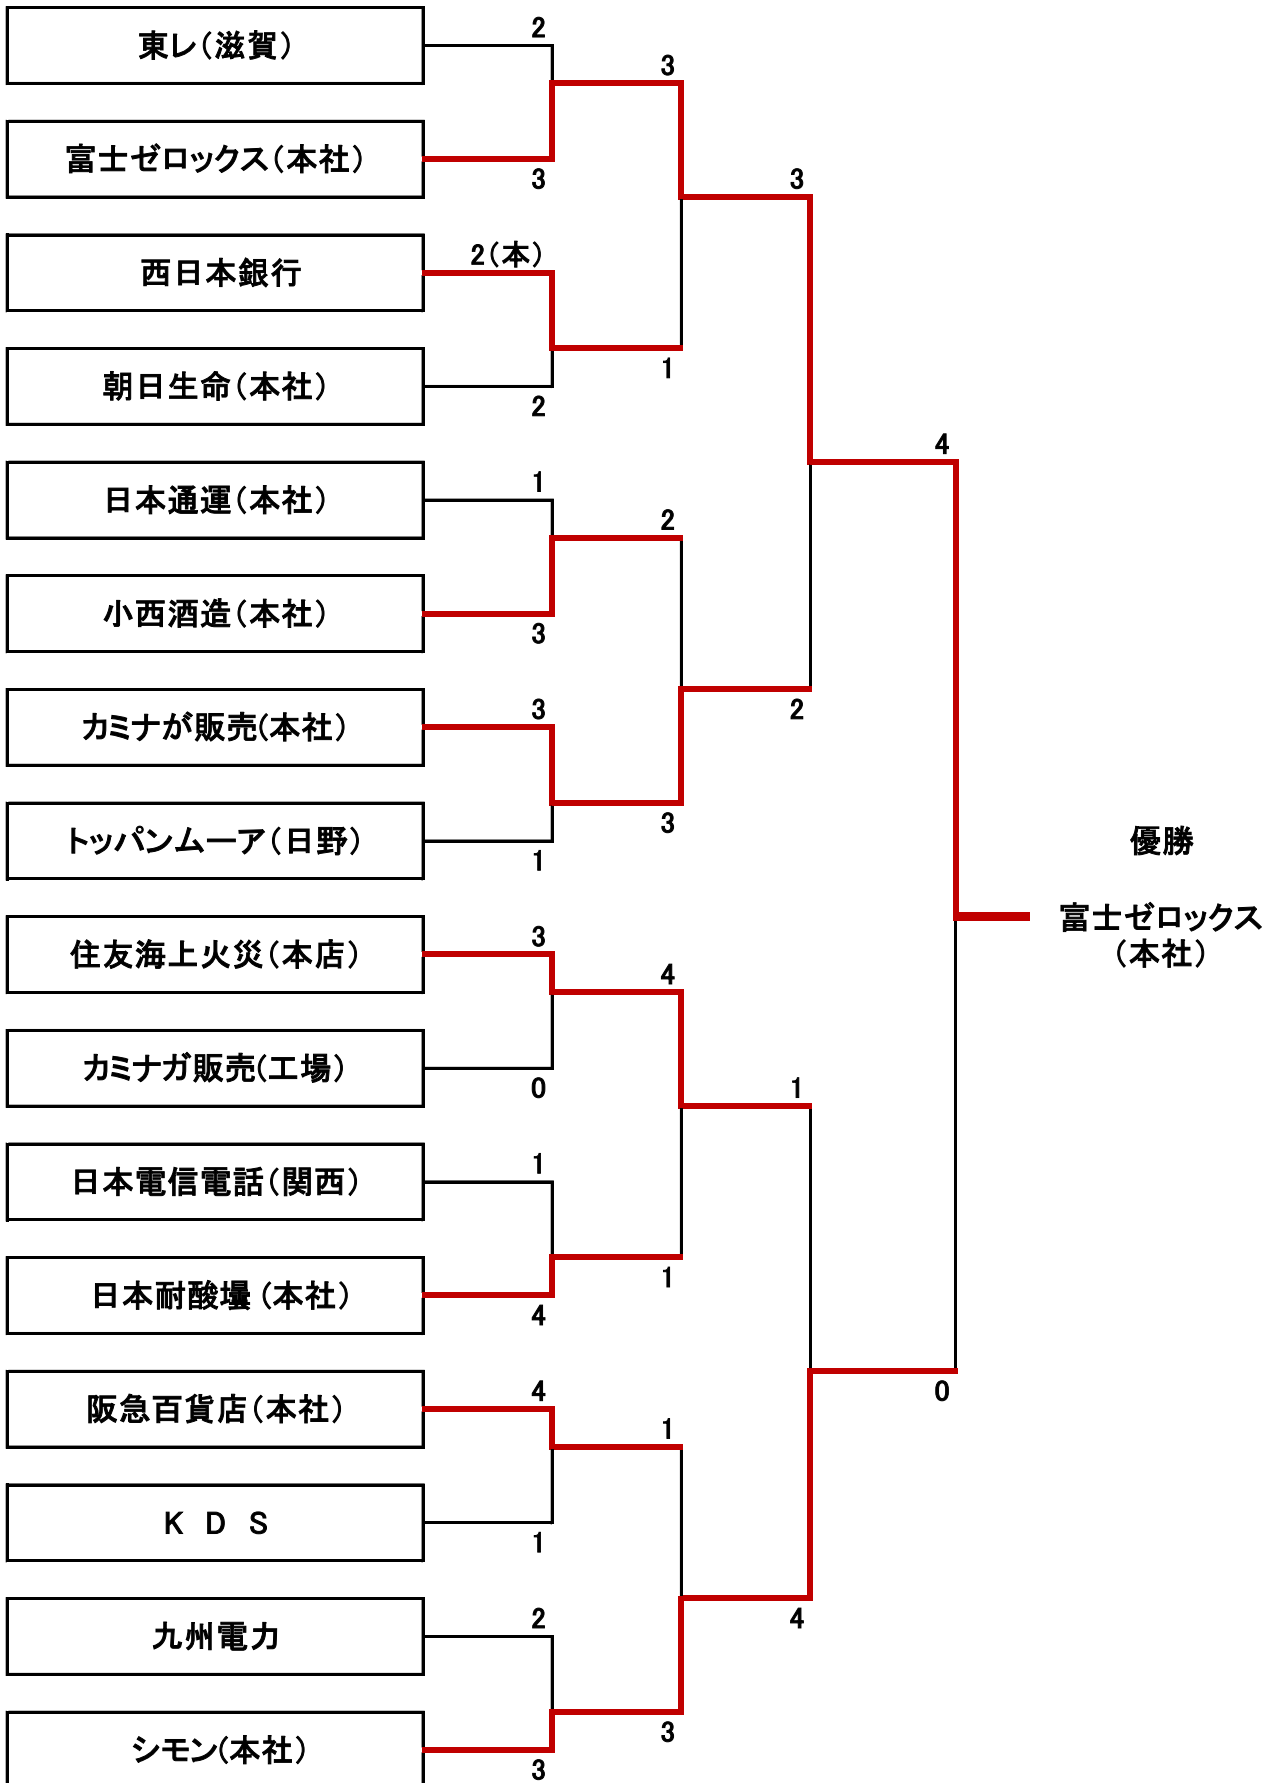 東レ(滋賀)
2
3
富士ゼロックス(本社)
3
3
西日本銀行
2(本)
1
朝日生命(本社)
2
日本通運(本社)
1
2
4
小西酒造(本社)
3
カミナが販売(本社)
3
2
トッパンムーア(日野)
1
3
優勝
富士ゼロックス
(本社)
住友海上火災(本店)
3
4
カミナガ販売(工場)
0
1
日本電信電話(関西)
1
日本耐酸壜(本社)
4
1
阪急百貨店(本社)
4
1
0
KDS
1
九州電力
2
4
シモン(本社)
3
3